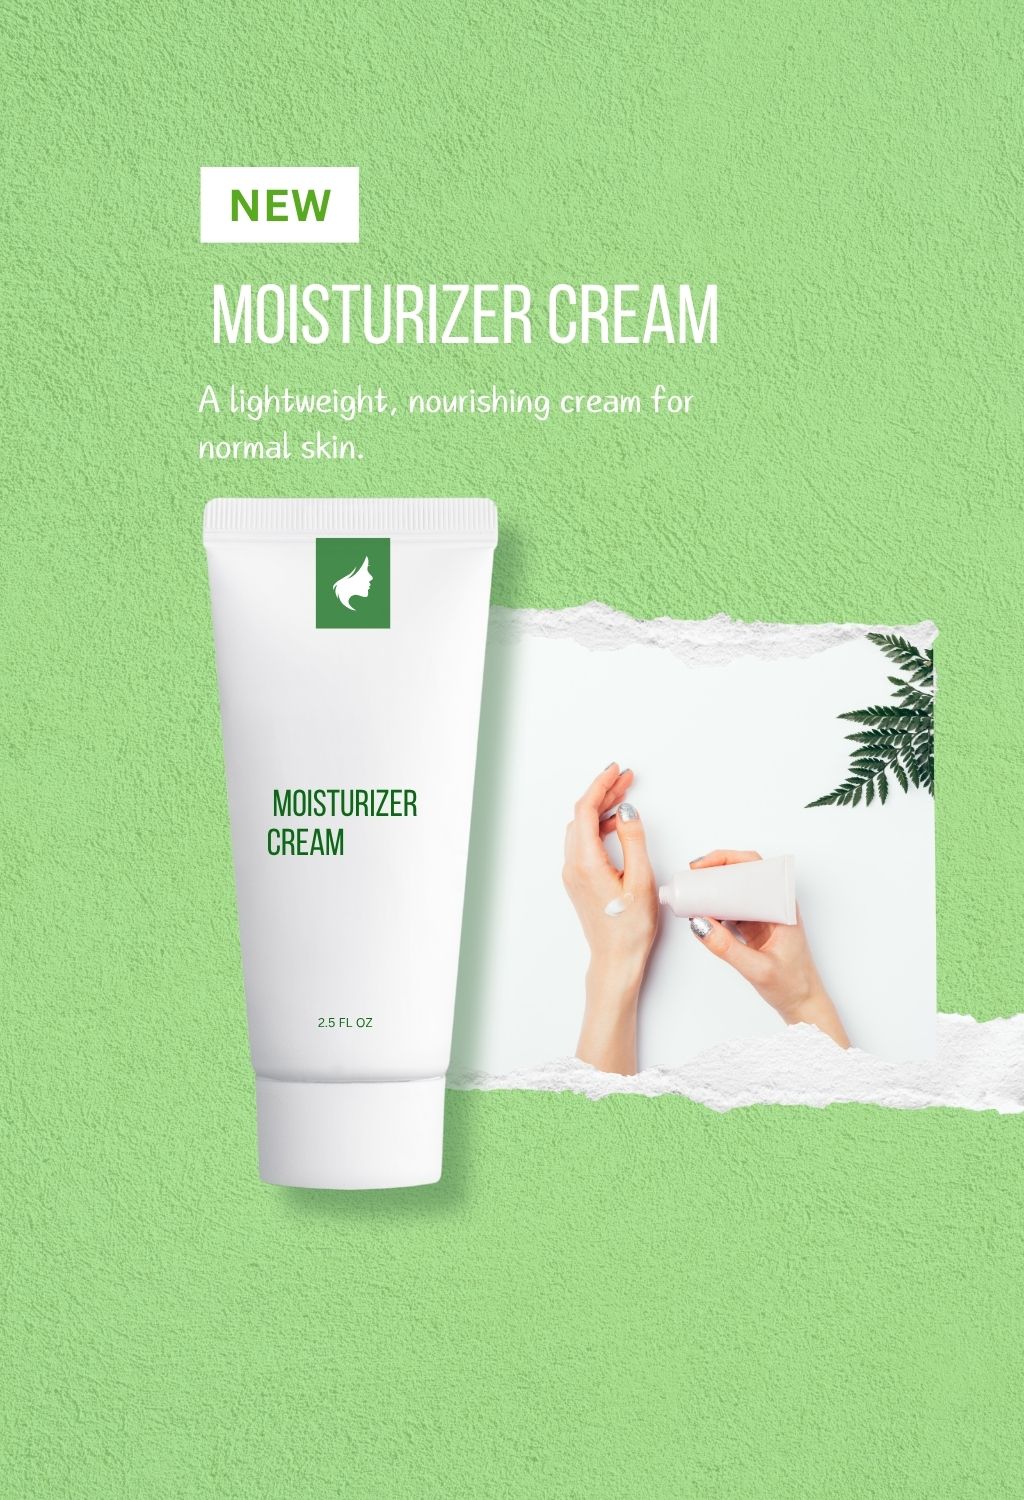 NEW
MOISTURIZER CREAM
A lightweight, nourishing cream for
normal skin.
MOISTURIZER
CREAM
2.5 FL OZ